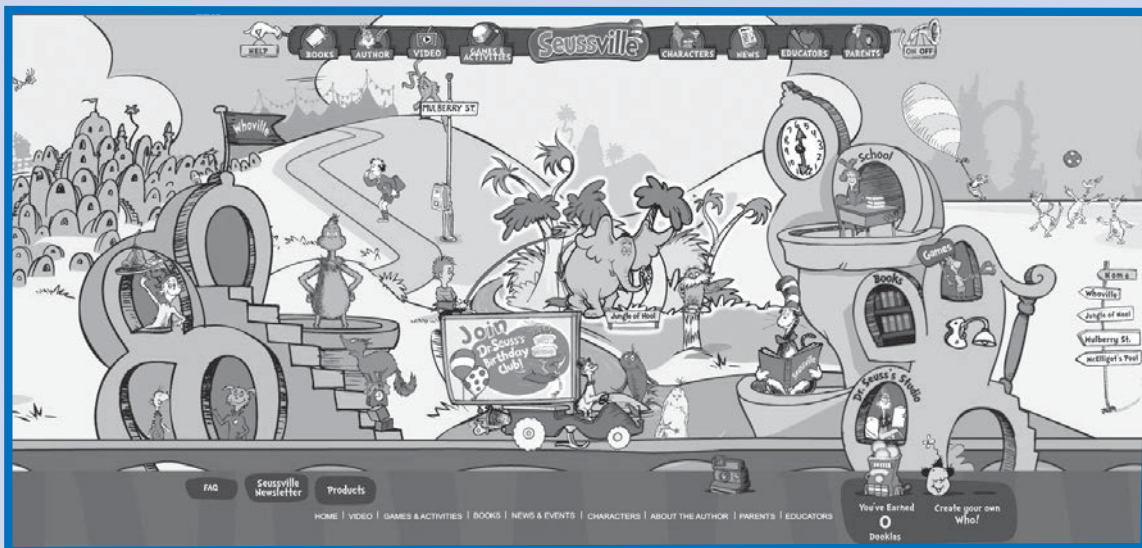 HELP
BOOKS
AUTHOR
VIDEO
GAMES &
ACTIVITIES
Seussville
CHARACTERS
NEWS
EDUCATORS
PARENTS
ON OFF
MULBERRY ST.
Whoville
School
Games
Books
Home
Whoville
Jungle of Nool
Mulberry St.
McElligot's Pool
Jungle of Nool
Join
Dr. Seuss's
Birthday
Club!
Seussville
Dr. Seuss's Studio
FAQ
Seussville
Newsletter
Products
You've Earned
0
Dookles
Create your own
Who!
HOME | VIDEO | GAMES & ACTIVITIES | BOOKS | NEWS & EVENTS | CHARACTERS | ABOUT THE AUTHOR | PARENTS | EDUCATORS